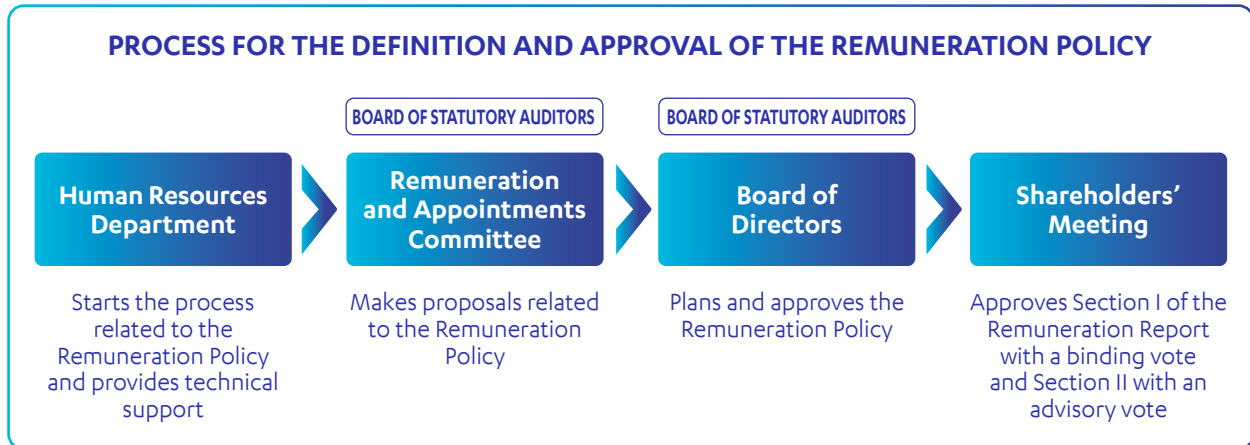 PROCESS FOR THE DEFINITION AND APPROVAL OF THE REMUNERATION POLICY
BOARD OF STATUTORY AUDITORS
BOARD OF STATUTORY AUDITORS
Human Resources
Department
Remuneration
and Appointments
Committee
Board of
Directors
Shareholders’
Meeting
Starts the process
related to the
Remuneration Policy
and provides technical
support
Makes proposals related
to the Remuneration
Policy
Plans and approves the
Remuneration Policy
Approves Section I of the
Remuneration Report
with a binding vote
and Section II with an
advisory vote